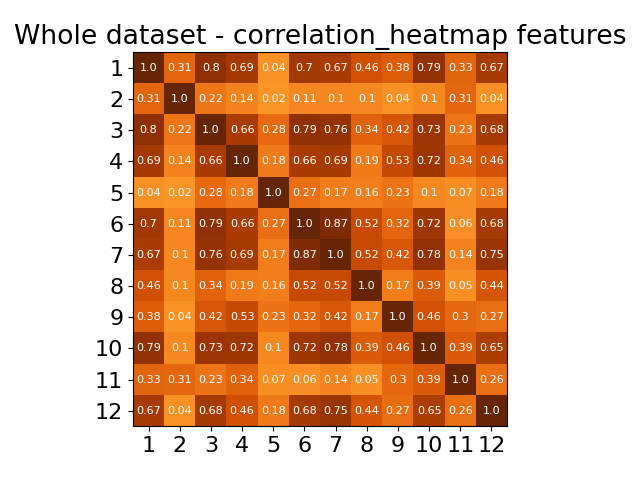 Whole dataset - correlation_heatmap features
1 1.0 0.31 0.8 0.69 0.04 0.7 0.67 0.46 0.38 0.79 0.33 0.67
2 0.31 1.0 0.22 0.14 0.02 0.11 0.1 0.1 0.04 0.1 0.31 0.04
3 0.8 0.22 1.0 0.66 0.28 0.79 0.76 0.34 0.42 0.73 0.23 0.68
4 0.69 0.14 0.66 1.0 0.18 0.66 0.69 0.19 0.53 0.72 0.34 0.46
5 0.04 0.02 0.28 0.18 1.0 0.27 0.17 0.16 0.23 0.1 0.07 0.18
6 0.7 0.11 0.79 0.66 0.27 1.0 0.87 0.52 0.32 0.72 0.06 0.68
7 0.67 0.1 0.76 0.69 0.17 0.87 1.0 0.52 0.42 0.78 0.14 0.75
8 0.46 0.1 0.34 0.19 0.16 0.52 0.52 1.0 0.17 0.39 0.05 0.44
9 0.38 0.04 0.42 0.53 0.23 0.32 0.42 0.17 1.0 0.46 0.3 0.27
10 0.79 0.1 0.73 0.72 0.1 0.72 0.78 0.39 0.46 1.0 0.39 0.65
11 0.33 0.31 0.23 0.34 0.07 0.06 0.14 0.05 0.3 0.39 1.0 0.26
12 0.67 0.04 0.68 0.46 0.18 0.68 0.75 0.44 0.27 0.65 0.26 1.0
1 2 3 4 5 6 7 8 9 10 11 12